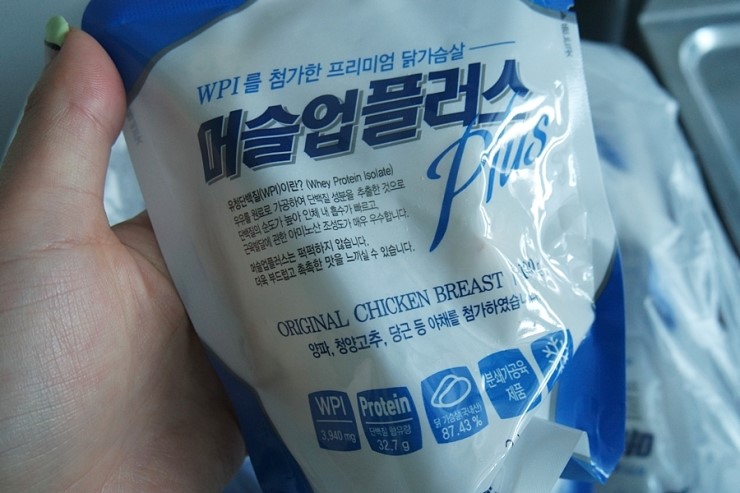 WPI를 첨가한 프리미엄 닭가슴살
머슬업플러스
Plus
유청단백질(WPI)이란? (Whey Protein Isolate)
우유를 원료로 가공하여 단백질 성분을 추출한 것으로
단백질의 순도가 높아 인체 내 흡수가 빠르고,
근육발달에 관한 아미노산 조성도가 매우 우수합니다.
머슬업플러스는 퍽퍽하지 않습니다.
더욱 부드럽고 촉촉한 맛을 느끼실 수 있습니다.
ORIGINAL CHICKEN BREAST
양파, 청양고추, 당근 등 야채를 첨가하였습니다
WPI
3,940 mg
Protein
단백질 함유량
32.7 g
닭 가슴살(국내산)
87.43 %
분쇄가공육
제품